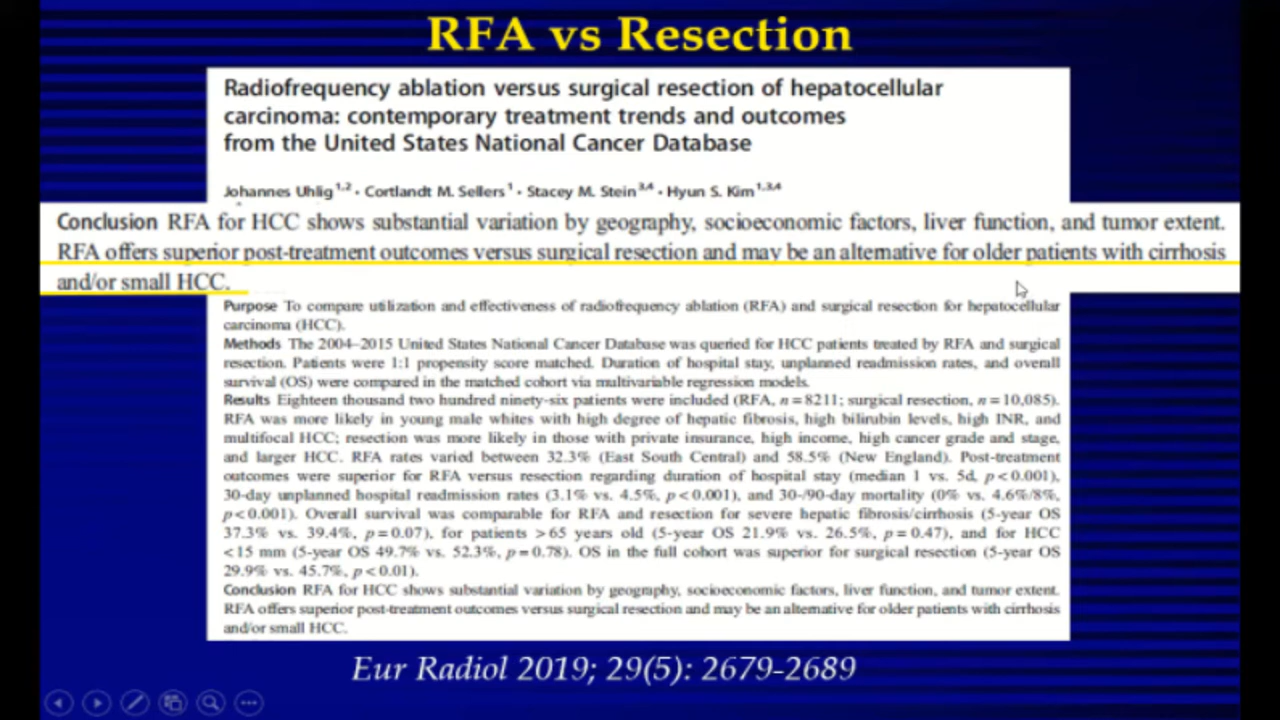 RFA vs Resection
Radiofrequency ablation versus surgical resection of hepatocellular
carcinoma: contemporary treatment trends and outcomes
from the United States National Cancer Database
Johannes Uhlig 1,2 · Cortlandt M. Sellers 1 · Stacey M. Stein 3,4 · Hyun S. Kim 1,3,4
Conclusion RFA for HCC shows substantial variation by geography, socioeconomic factors, liver function, and tumor extent.
RFA offers superior post-treatment outcomes versus surgical resection and may be an alternative for older patients with cirrhosis
and/or small HCC.
Purpose To compare utilization and effectiveness of radiofrequency ablation (RFA) and surgical resection for hepatocellular
carcinoma (HCC).
Methods The 2004–2015 United States National Cancer Database was queried for HCC patients treated by RFA and surgical
resection. Patients were 1:1 propensity score matched. Duration of hospital stay, unplanned readmission rates, and overall
survival (OS) were compared in the matched cohort via multivariable regression models.
Results Eighteen thousand two hundred ninety-six patients were included (RFA, n = 8211; surgical resection, n = 10,085).
RFA was more likely in young male whites with high degree of hepatic fibrosis, high bilirubin levels, high INR, and
multifocal HCC; resection was more likely in those with private insurance, high income, high cancer grade and stage,
and larger HCC. RFA rates varied between 32.3% (East South Central) and 58.5% (New England). Post-treatment
outcomes were superior for RFA versus resection regarding duration of hospital stay (median 1 vs. 5d, p < 0.001),
30-day unplanned hospital readmission rates (3.1% vs. 4.5%, p < 0.001), and 30-/90-day mortality (0% vs. 4.6%/8%,
p < 0.001). Overall survival was comparable for RFA and resection for severe hepatic fibrosis/cirrhosis (5-year OS
37.3% vs. 39.4%, p = 0.07), for patients > 65 years old (5-year OS 21.9% vs. 26.5%, p = 0.47), and for HCC
< 15 mm (5-year OS 49.7% vs. 52.3%, p = 0.78). OS in the full cohort was superior for surgical resection (5-year OS
29.9% vs. 45.7%, p < 0.01).
Conclusion RFA for HCC shows substantial variation by geography, socioeconomic factors, liver function, and tumor extent.
RFA offers superior post-treatment outcomes versus surgical resection and may be an alternative for older patients with cirrhosis
and/or small HCC.
Eur Radiol 2019; 29(5): 2679-2689